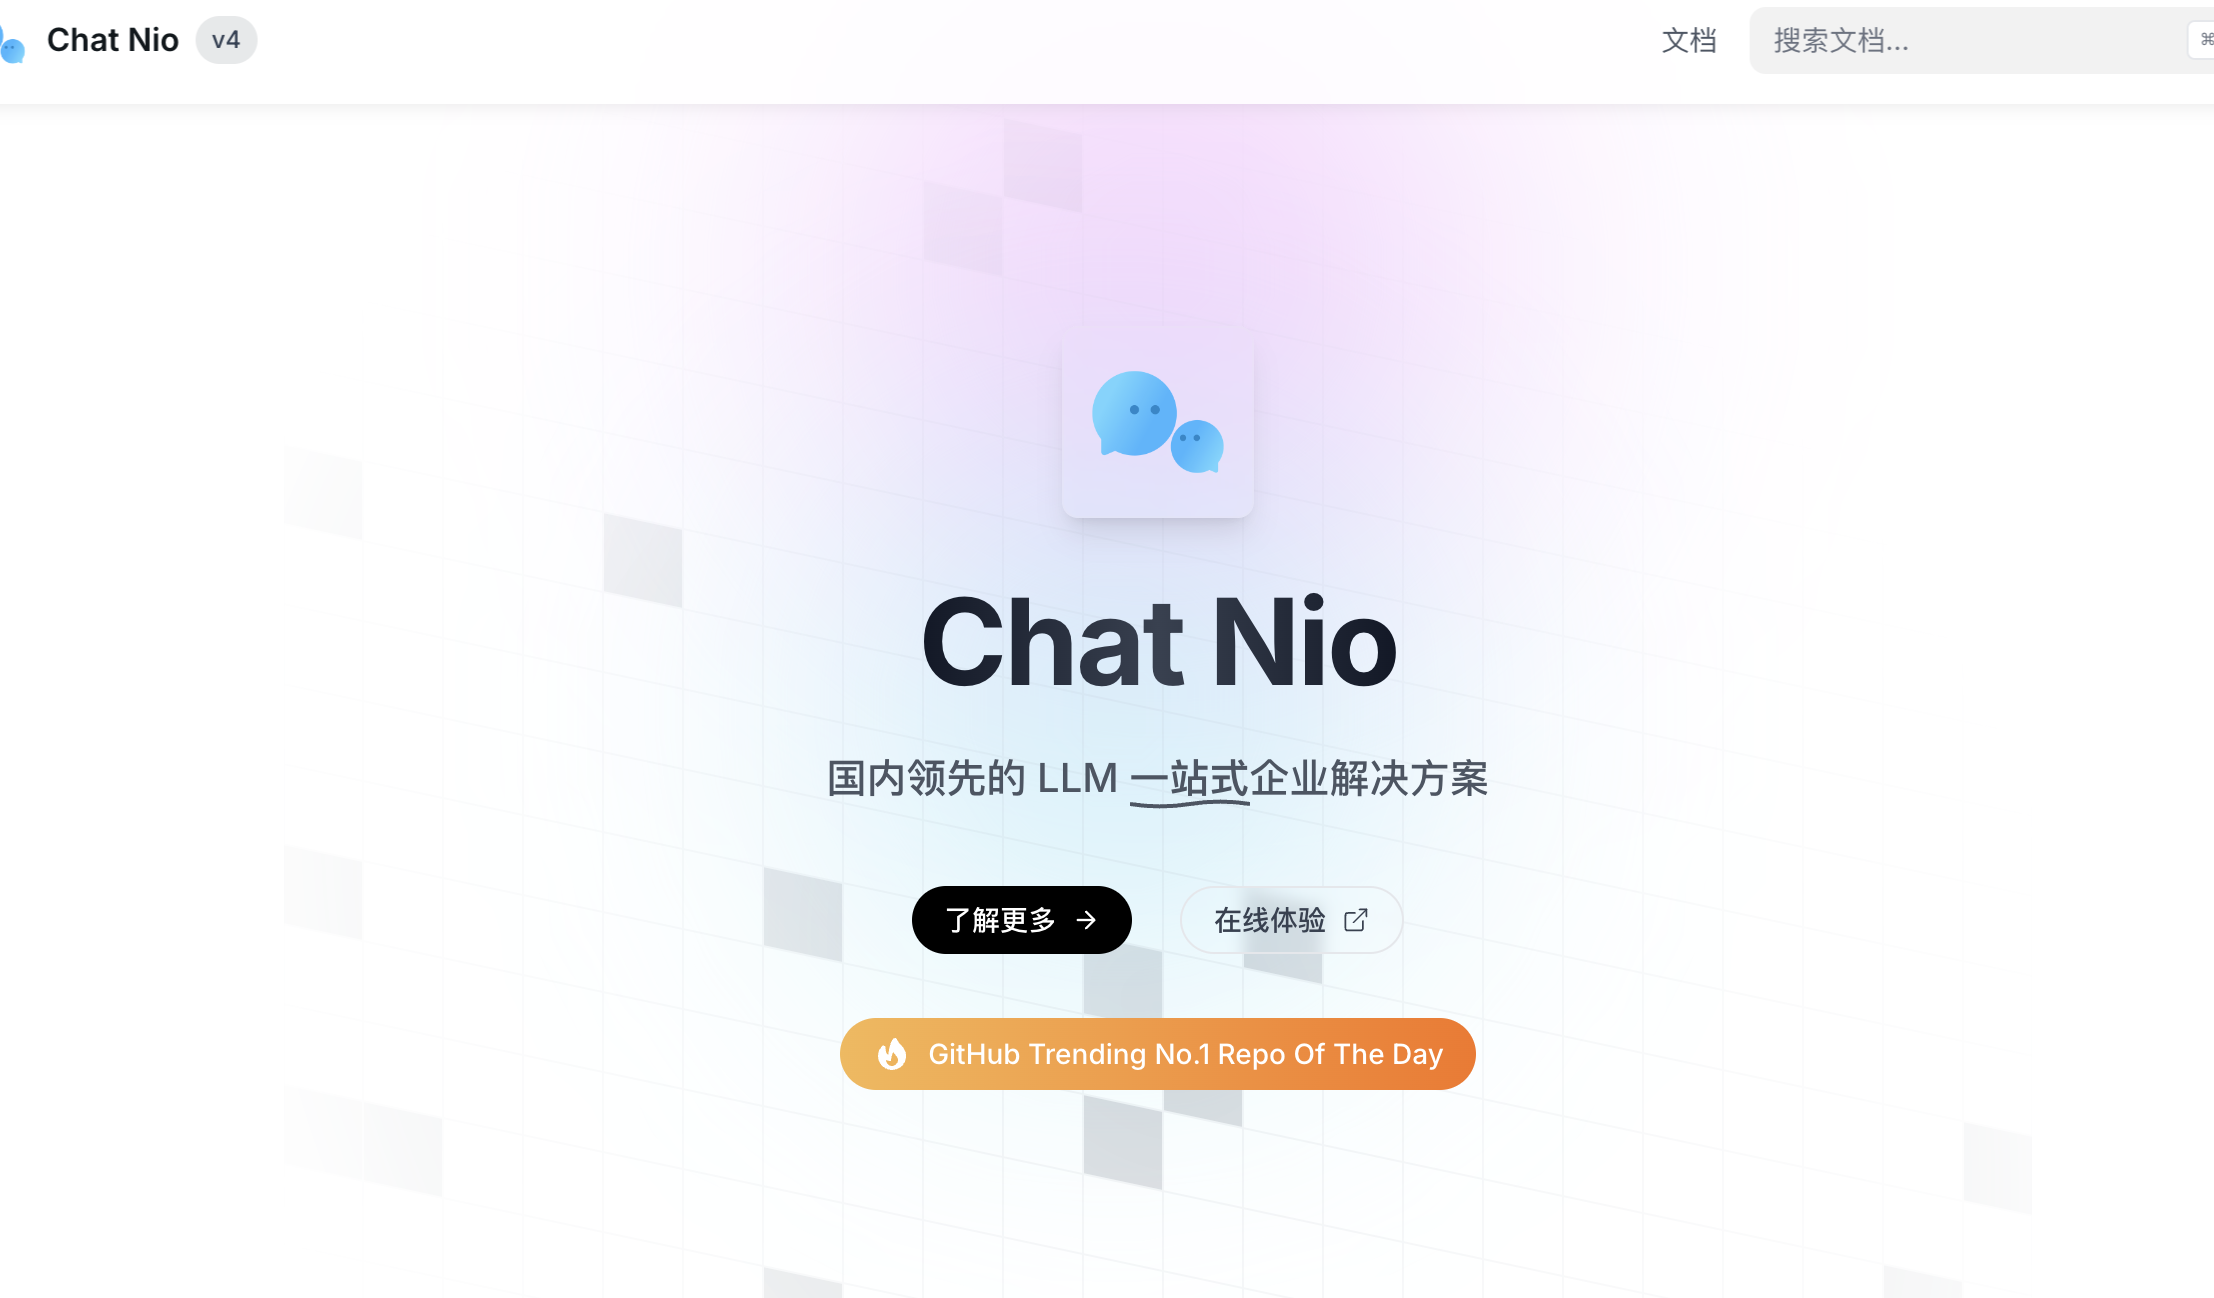 Chat Nio v4 文档 搜索文档... ⌘
Chat Nio
国内领先的 LLM 一站式企业解决方案
了解更多 → 在线体验
GitHub Trending No.1 Repo Of The Day